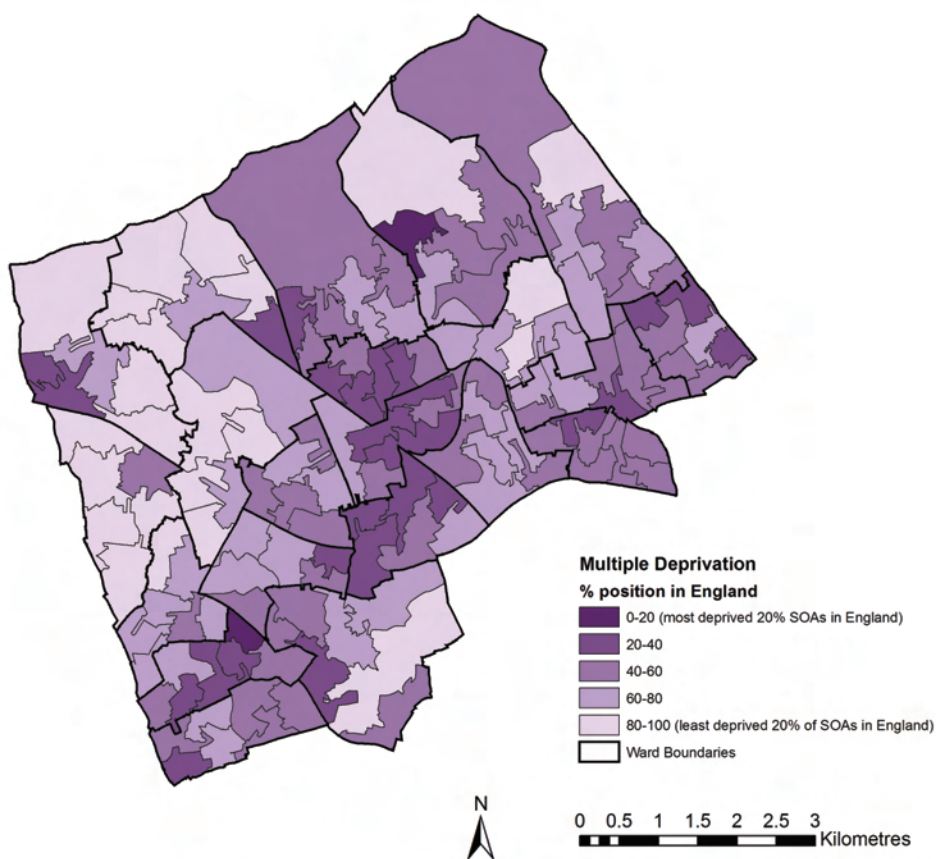 Multiple Deprivation
% position in England
0-20 (most deprived 20% SOAs in England)
20-40
40-60
60-80
80-100 (least deprived 20% of SOAs in England)
Ward Boundaries
N
0 0.5 1 1.5 2 2.5 3
Kilometres